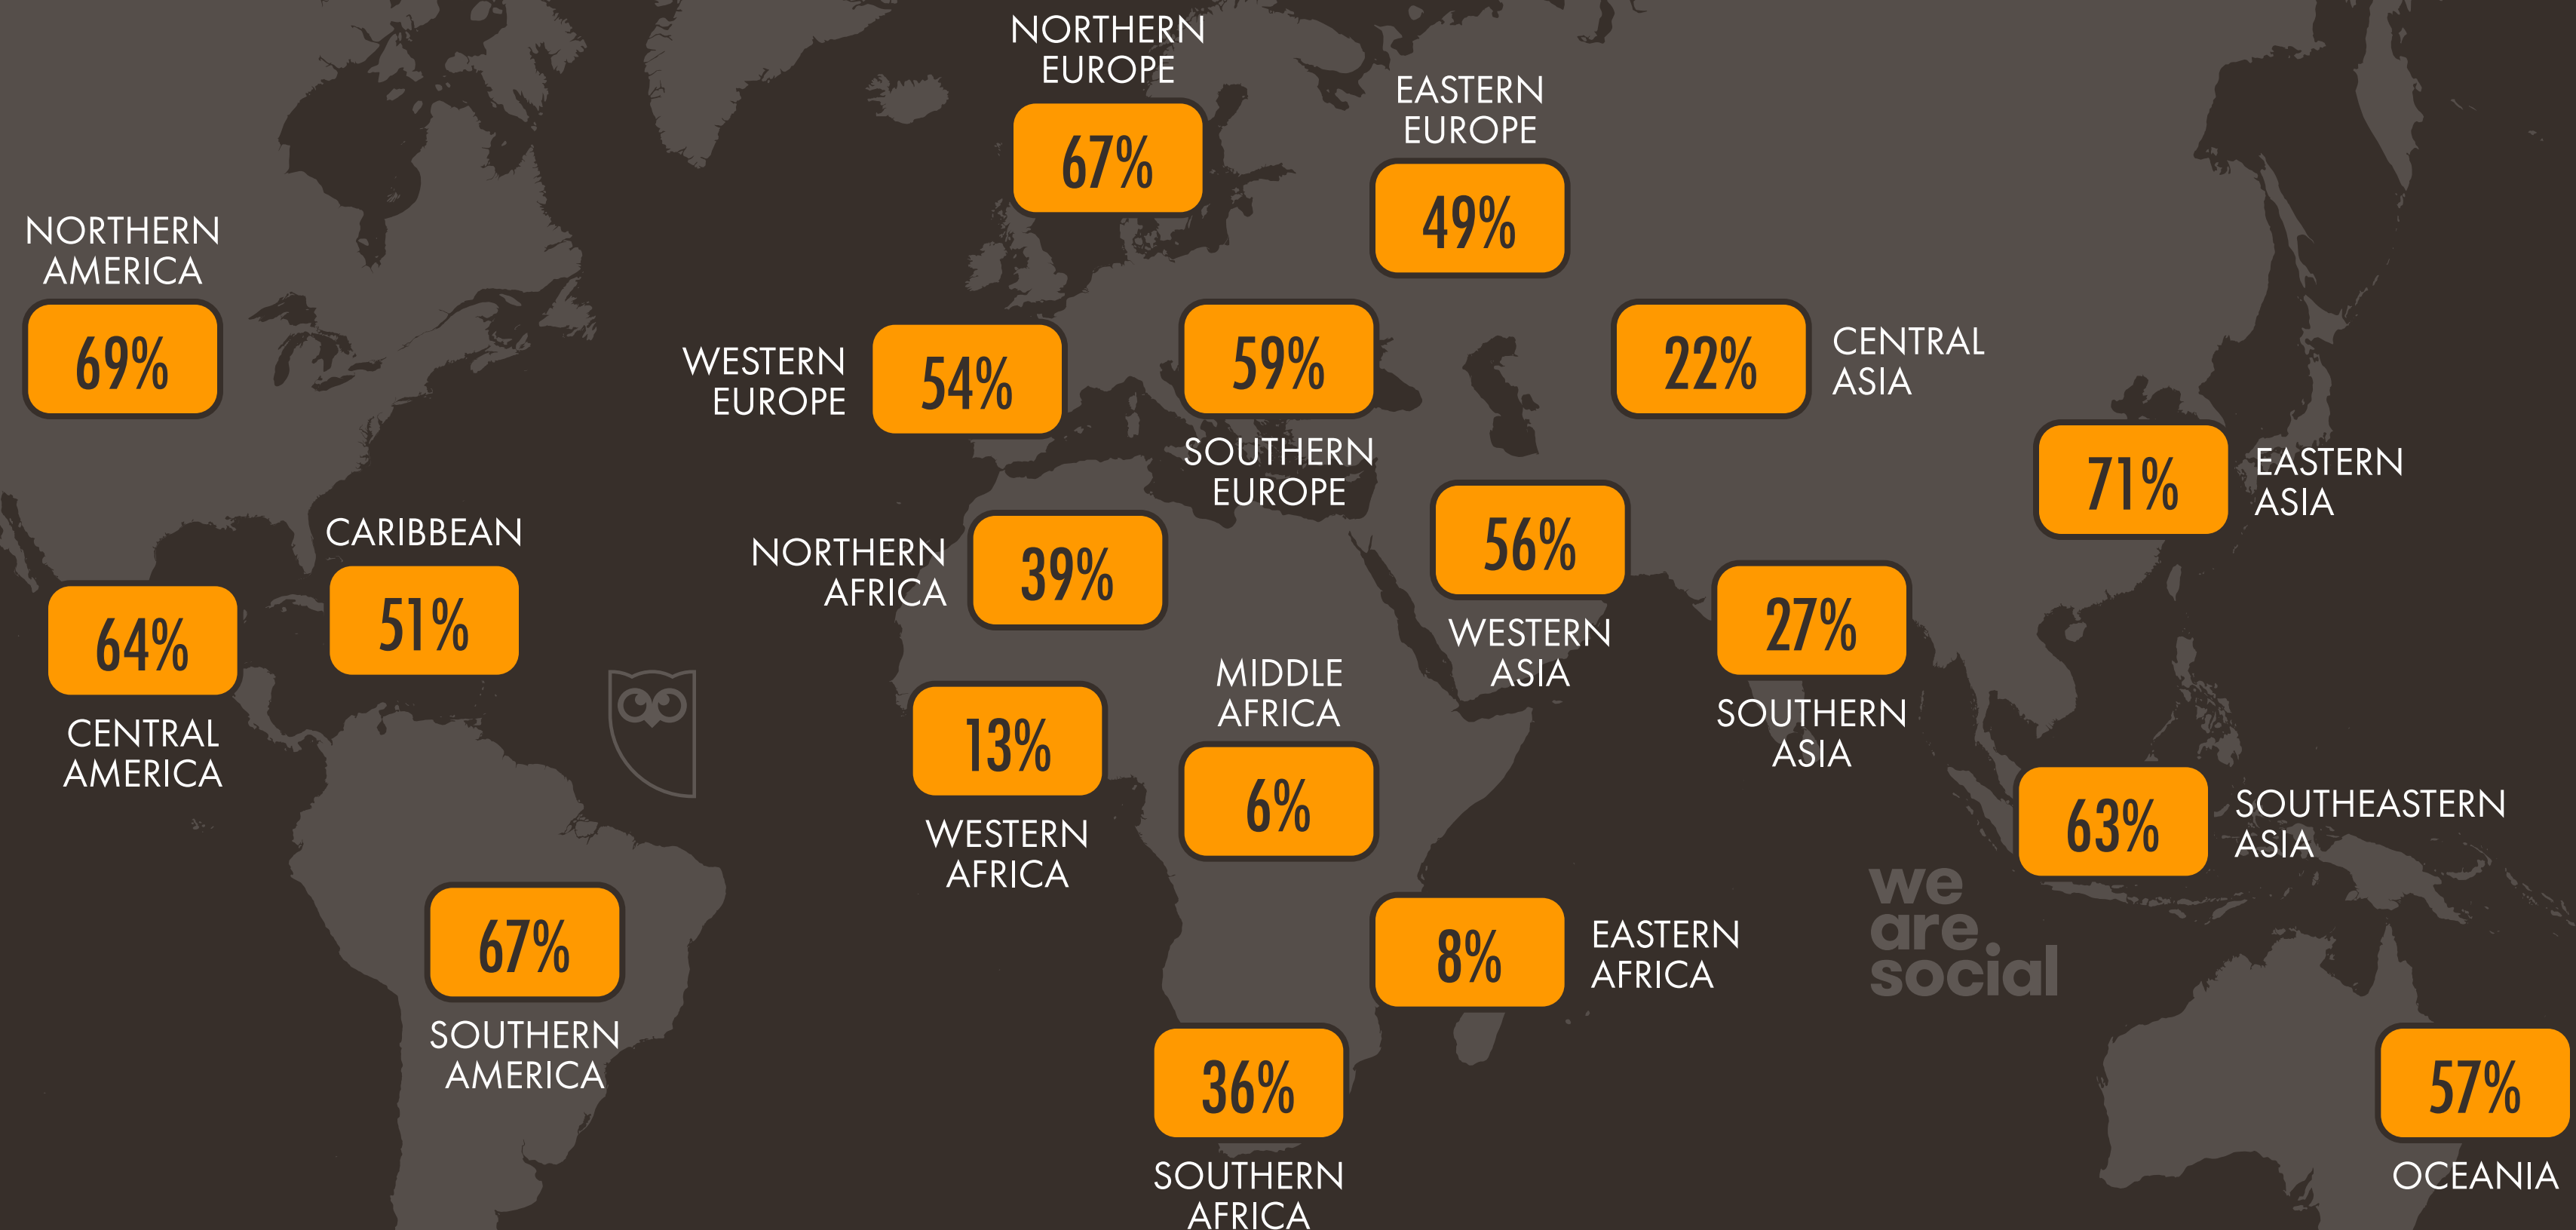 NORTHERN
EUROPE
67%
EASTERN
EUROPE
49%
NORTHERN
AMERICA
69%
WESTERN
EUROPE
54%
59%
SOUTHERN
EUROPE
22%
CENTRAL
ASIA
71%
EASTERN
ASIA
CARIBBEAN
51%
64%
CENTRAL
AMERICA
NORTHERN
AFRICA
39%
56%
WESTERN
ASIA
27%
SOUTHERN
ASIA
13%
WESTERN
AFRICA
MIDDLE
AFRICA
6%
63%
SOUTHEASTERN
ASIA
67%
SOUTHERN
AMERICA
8%
EASTERN
AFRICA
we
are
social
36%
SOUTHERN
AFRICA
57%
OCEANIA